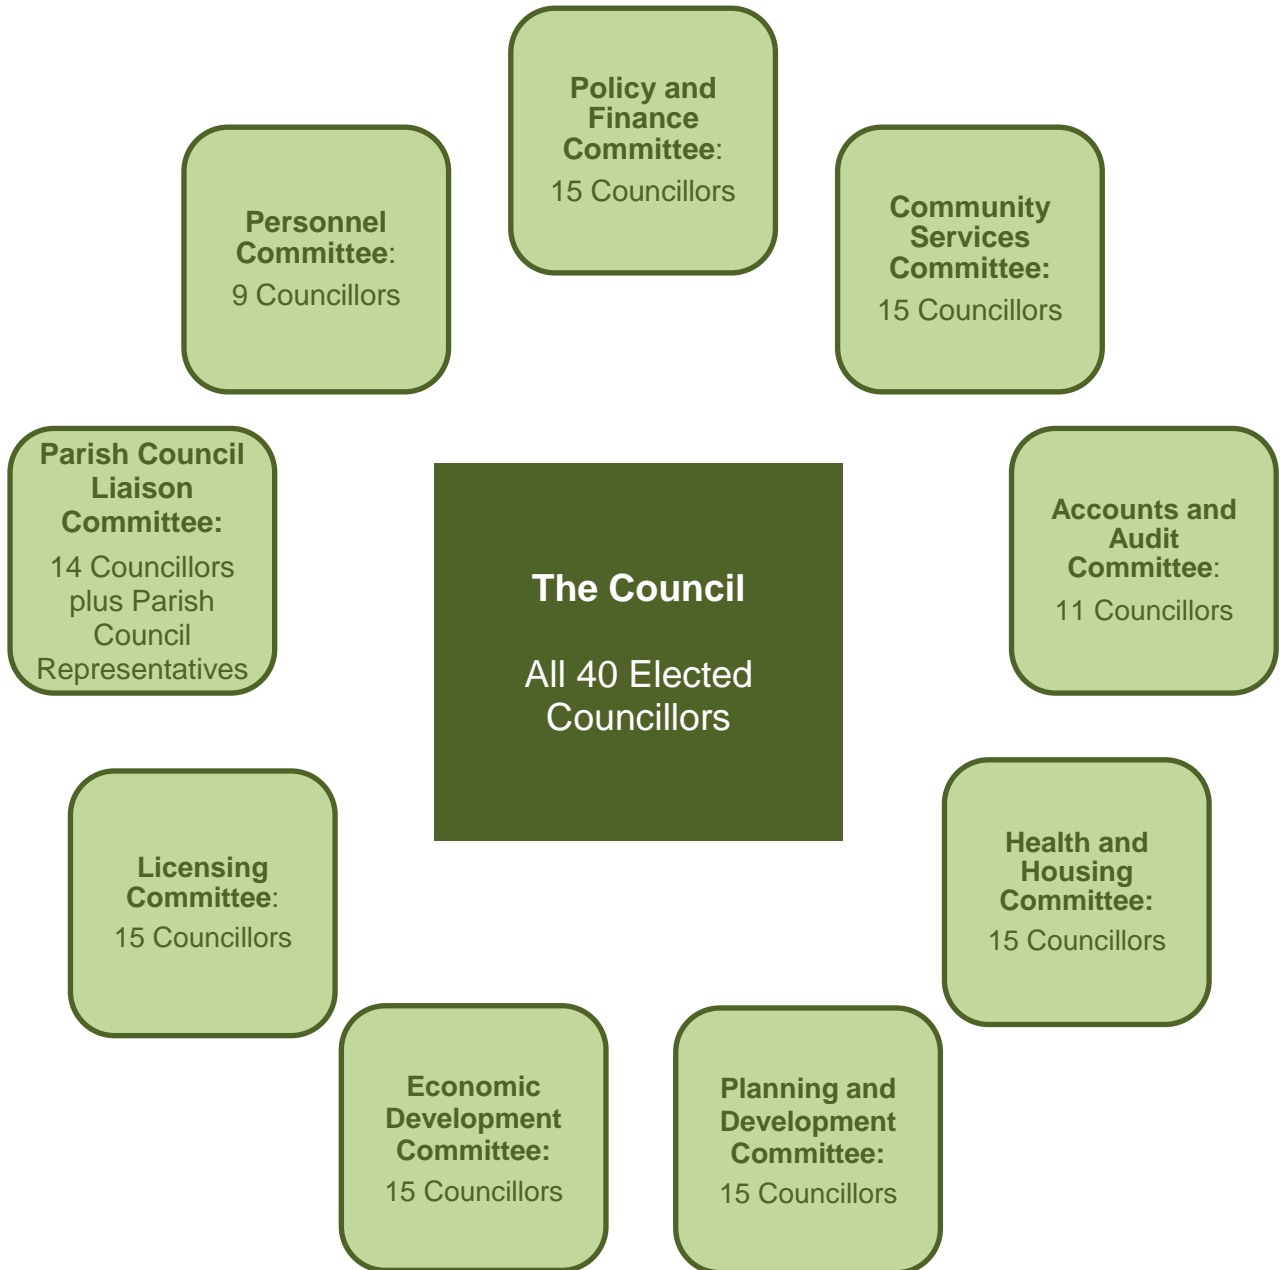 Policy and
Finance
Committee:
15 Councillors
Personnel
Committee:
9 Councillors
Community
Services
Committee:
15 Councillors
Parish Council
Liaison
Committee:
14 Councillors
plus Parish
Council
Representatives
The Council
All 40 Elected
Councillors
Accounts and
Audit
Committee:
11 Councillors
Licensing
Committee:
15 Councillors
Health and
Housing
Committee:
15 Councillors
Economic
Development
Committee:
15 Councillors
Planning and
Development
Committee:
15 Councillors